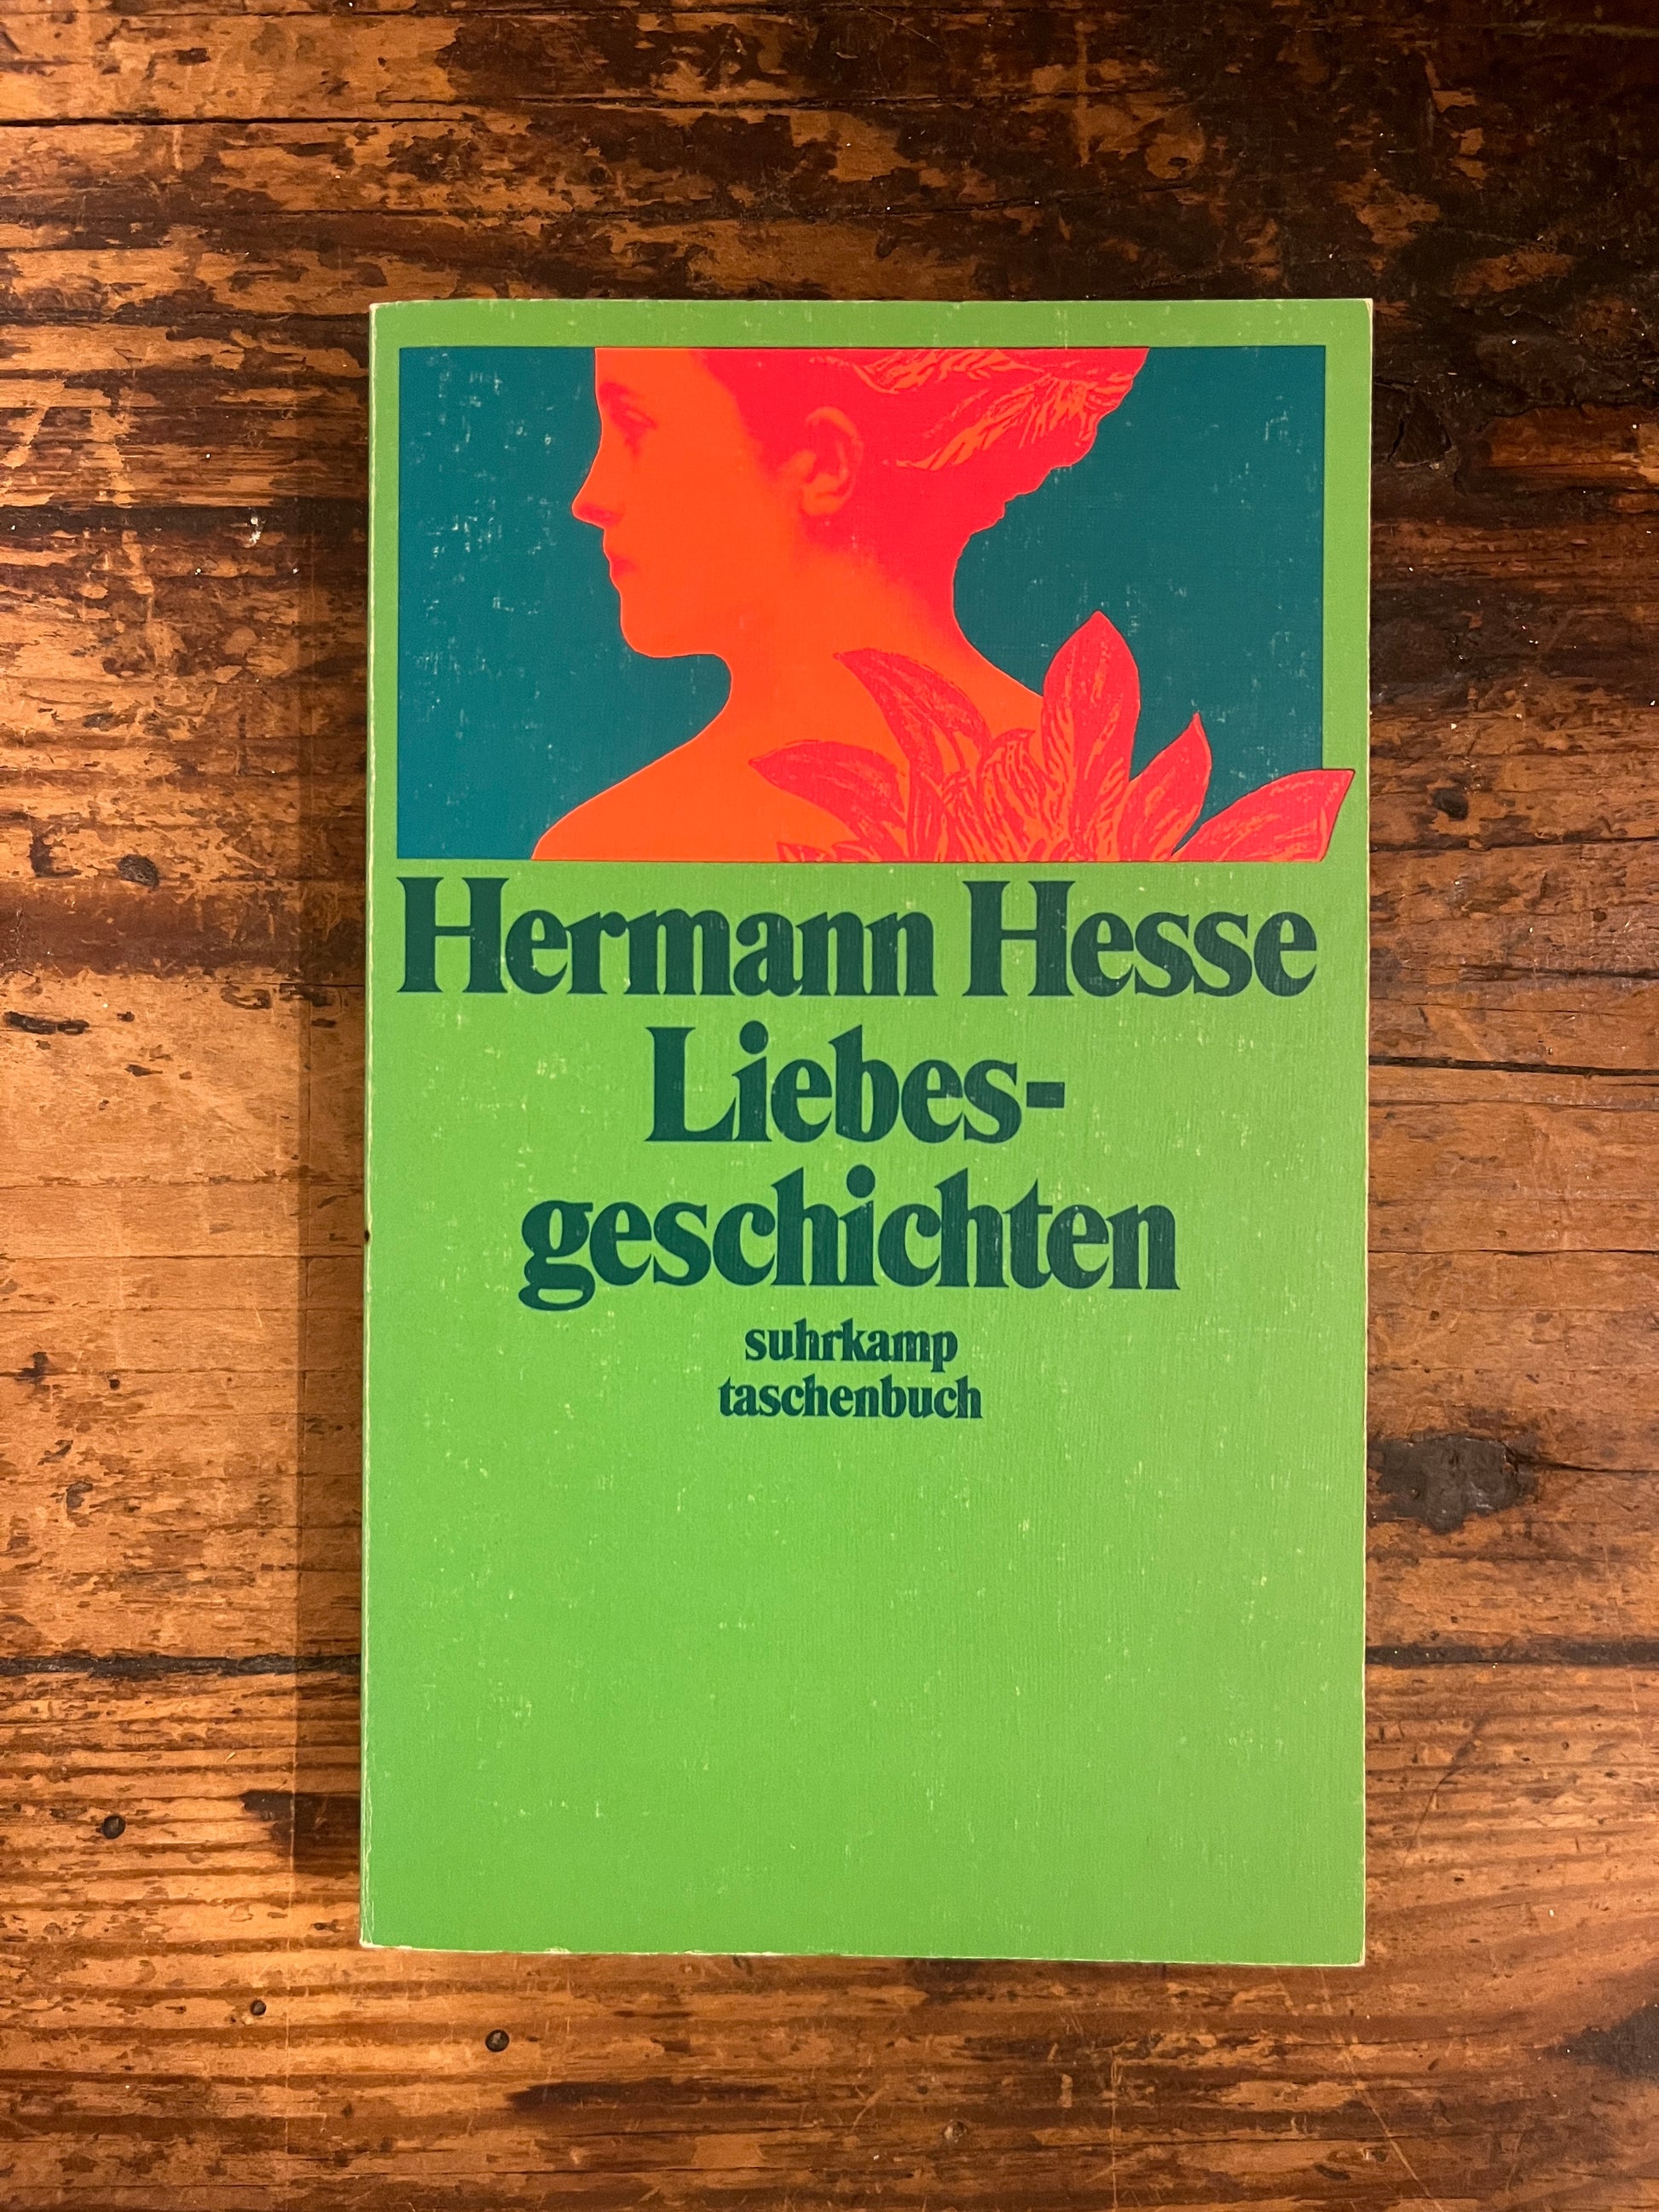 Hermann Hesse
Liebes-
geschichten
suhrkamp
taschenbuch